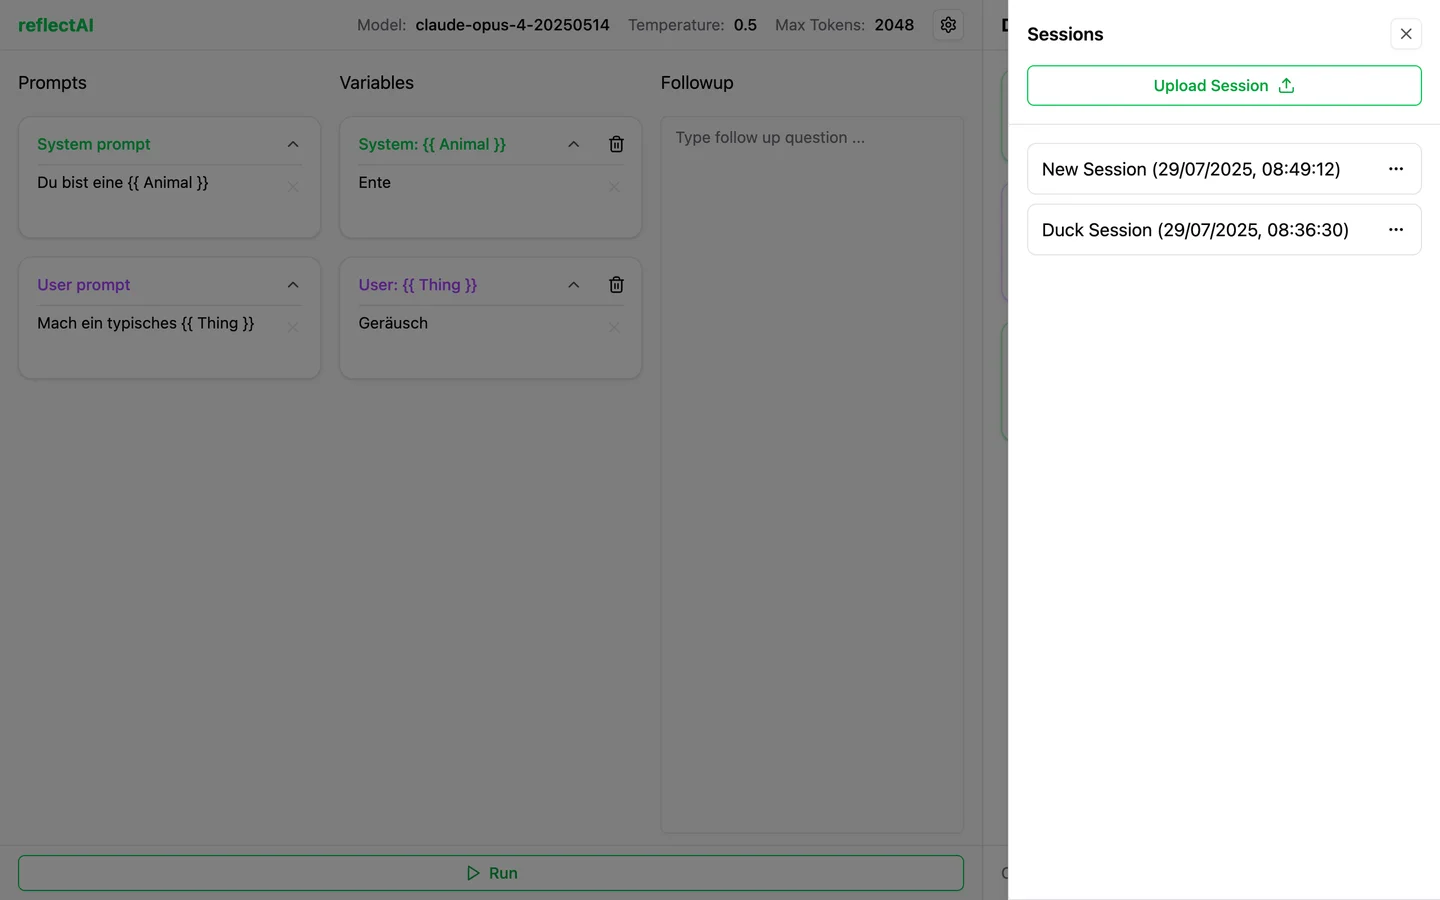 reflectAI
Model: claude-opus-4-20250514 Temperature: 0.5 Max Tokens: 2048
Prompts
System prompt
Du bist eine {{ Animal }}
User prompt
Mach ein typisches {{ Thing }}
Variables
System: {{ Animal }}
Ente
User: {{ Thing }}
Geräusch
Followup
Type follow up question ...
Run
Sessions
Upload Session
New Session (29/07/2025, 08:49:12)
Duck Session (29/07/2025, 08:36:30)